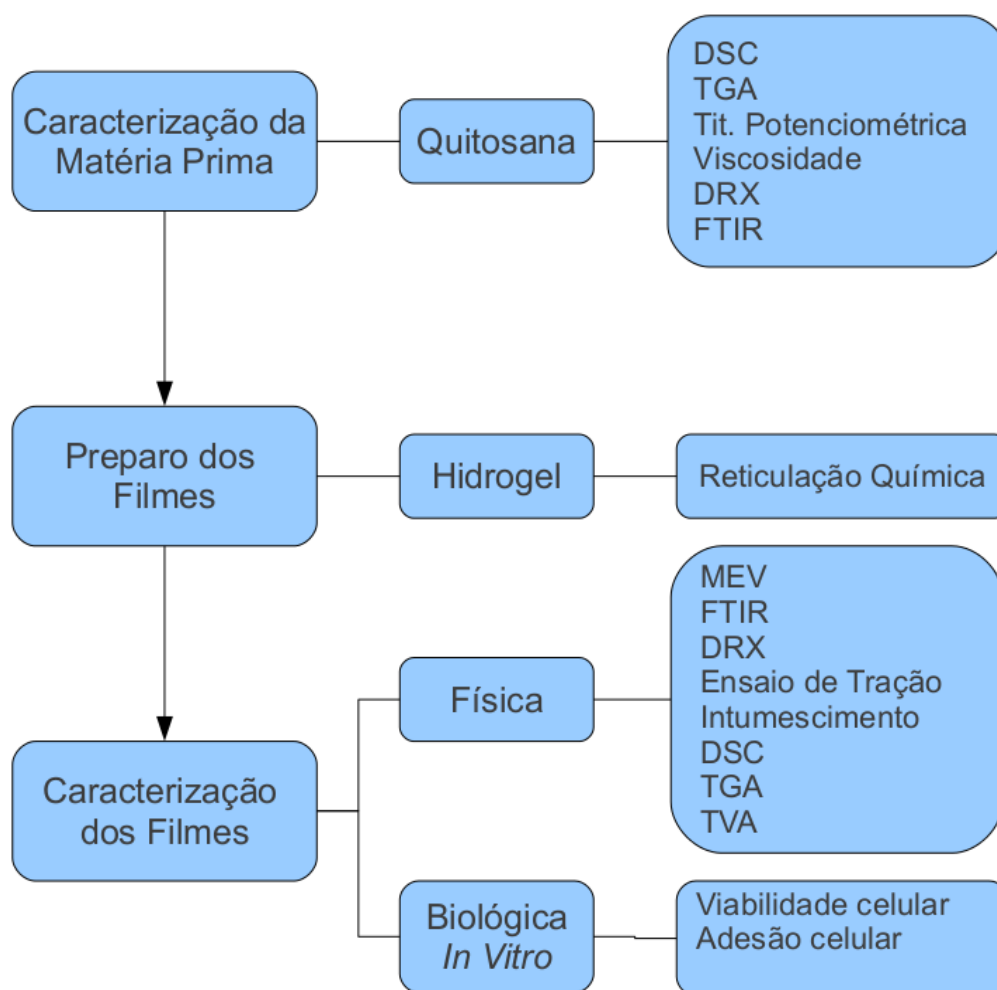 Caracterização da
Matéria Prima
Quitosana
DSC
TGA
Tit. Potenciométrica
Viscosidade
DRX
FTIR
Preparo dos
Filmes
Hidrogel
Reticulação Química
Caracterização
dos Filmes
Física
MEV
FTIR
DRX
Ensaio de Tração
Intumescimento
DSC
TGA
TVA
Biológica
In Vitro
Viabilidade celular
Adesão celular